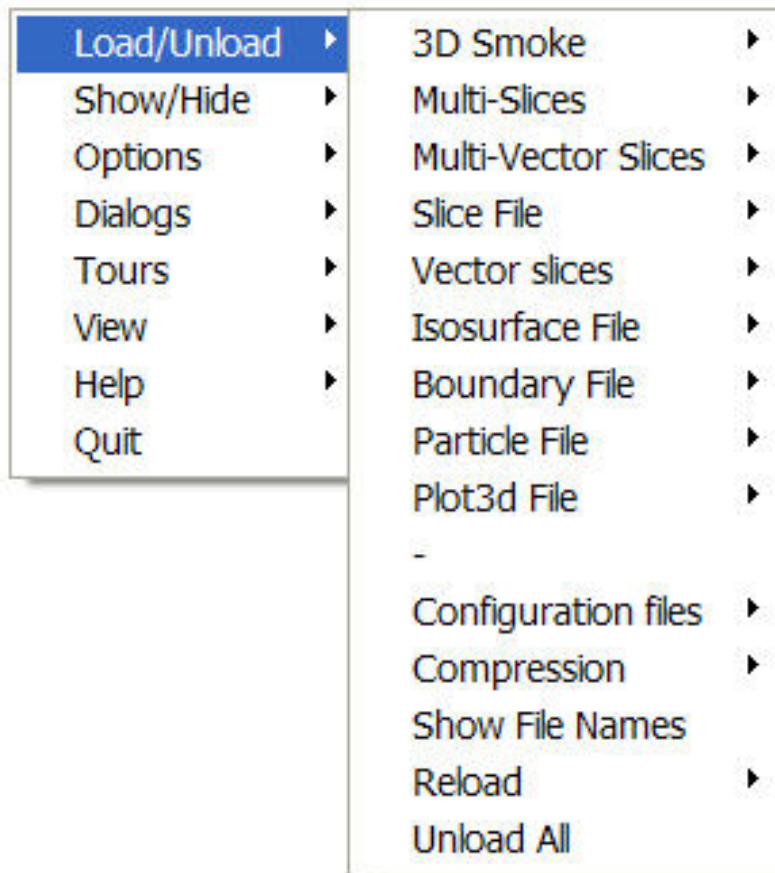 Load/Unload
Show/Hide
Options
Dialogs
Tours
View
Help
Quit
3D Smoke
Multi-Slices
Multi-Vector Slices
Slice File
Vector slices
Isosurface File
Boundary File
Particle File
Plot3d File
-
Configuration files
Compression
Show File Names
Reload
Unload All